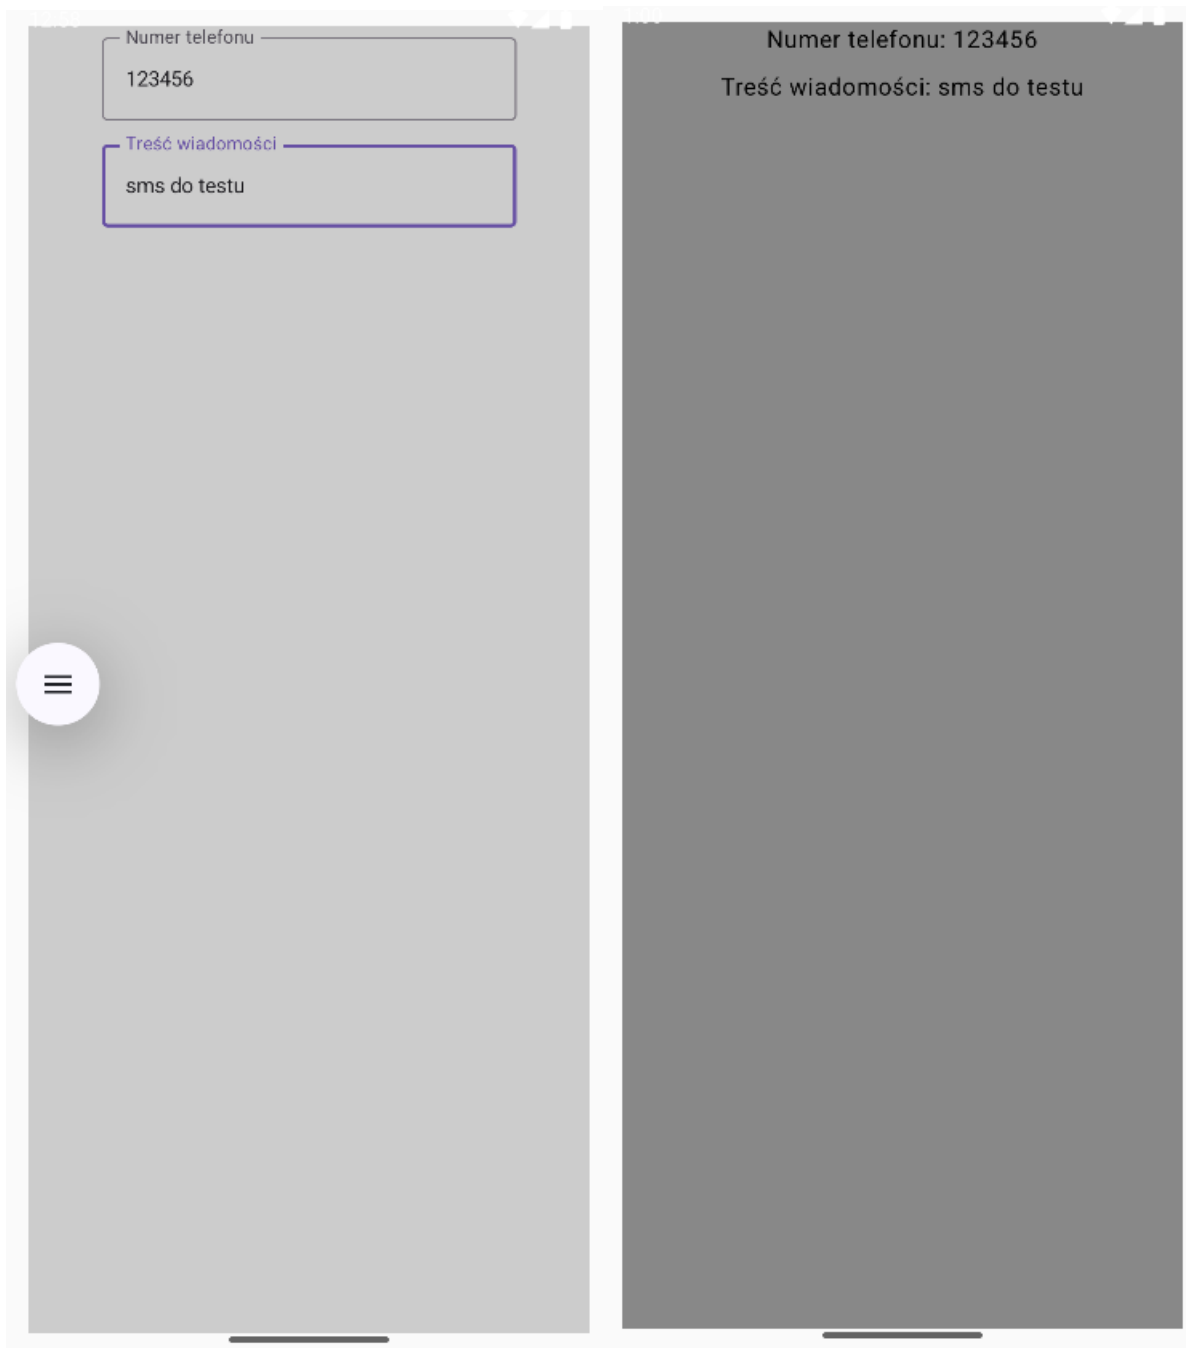 Numer telefonu
123456
Treść wiadomości
sms do testu
Numer telefonu: 123456
Treść wiadomości: sms do testu